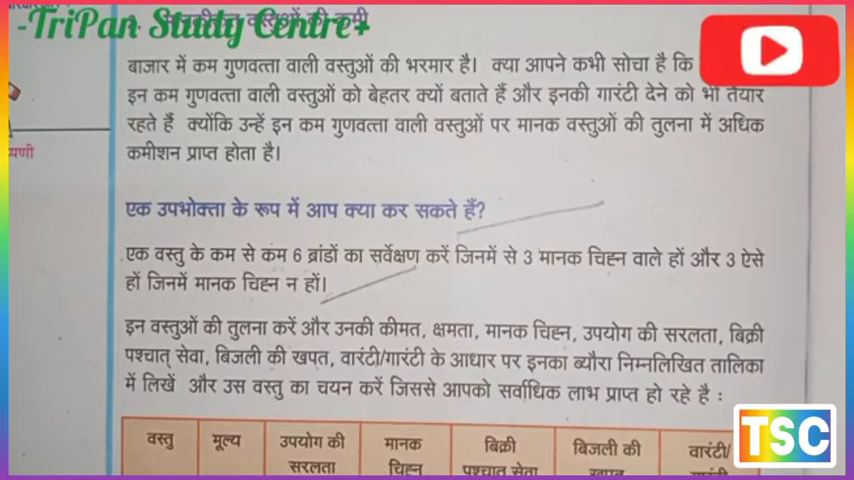 -TriPan Study Centre+
वस्तुओं की कमी
बाजार में कम गुणवत्ता वाली वस्तुओं की भरमार है। क्या आपने कभी सोचा है कि
इन कम गुणवत्ता वाली वस्तुओं को बेहतर क्यों बताते हैं और इनकी गारंटी देने को भी तैयार
रहते हैं क्योंकि उन्हें इन कम गुणवत्ता वाली वस्तुओं पर मानक वस्तुओं की तुलना में अधिक
कमीशन प्राप्त होता है।
एक उपभोक्ता के रूप में आप क्या कर सकते हैं?
एक वस्तु के कम से कम 6 ब्रांडों का सर्वेक्षण करें जिनमें से 3 मानक चिह्न वाले हों और 3 ऐसे
हों जिनमें मानक चिह्न न हों।
इन वस्तुओं की तुलना करें और उनकी कीमत, क्षमता, मानक चिह्न, उपयोग की सरलता, बिक्री
पश्चात् सेवा, बिजली की खपत, वारंटी/गारंटी के आधार पर इनका ब्यौरा निम्नलिखित तालिका
में लिखें और उस वस्तु का चयन करें जिससे आपको सर्वाधिक लाभ प्राप्त हो रहे है :
वस्तु मूल्य उपयोग की मानक बिक्री बिजली की वारंटी/
सरलता चिह्न पश्चात सेवा खपत
TSC